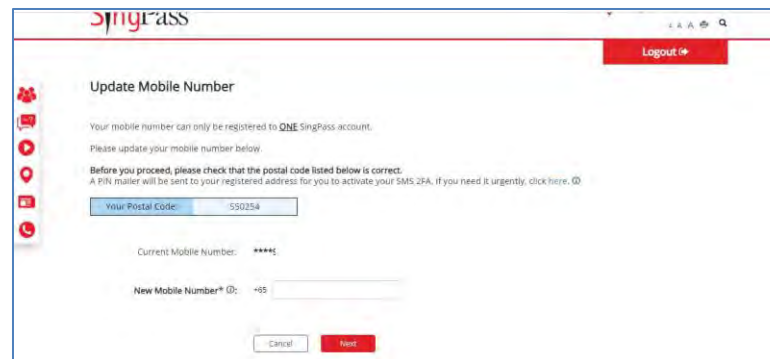 SingPass
A A A
Logout
Update Mobile Number
Your mobile number can only be registered to ONE SingPass account.
Please update your mobile number below.
Before you proceed, please check that the postal code listed below is correct.
A PIN mailer will be sent to your registered address for you to activate your SMS 2FA. If you need it urgently, click here.
Your Postal Code: 550254
Current Mobile Number: ****
New Mobile Number* : +65
Cancel Next